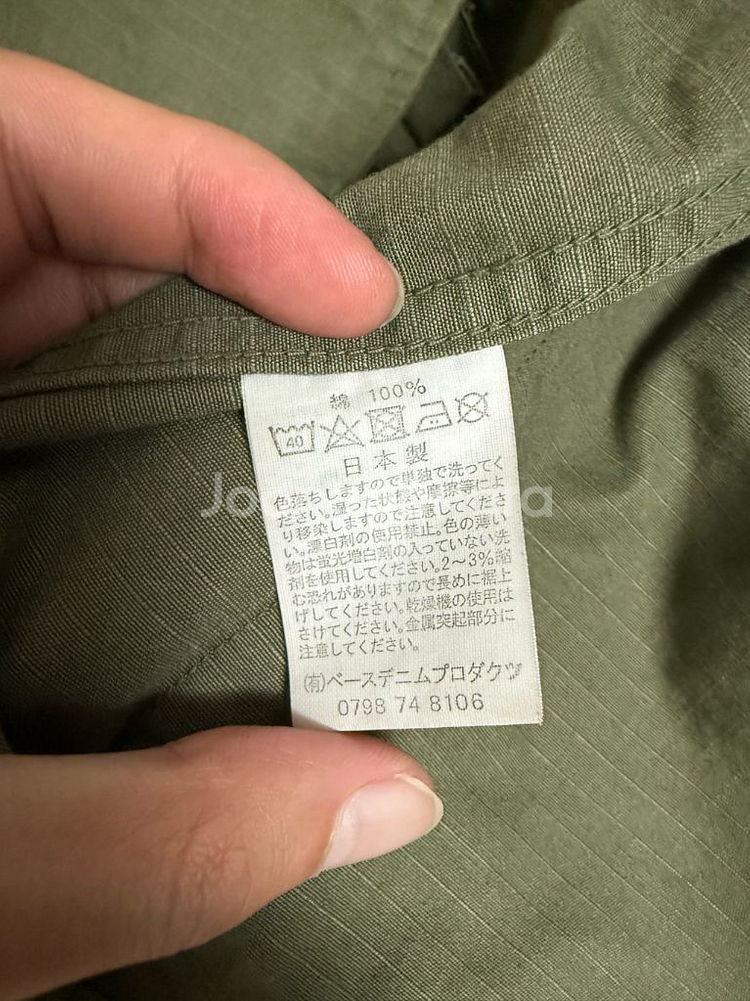 綿 100%
40
日本製
色落ちしますので単独で洗ってく
ださい。湿った状態や摩擦等によ
り移染しますので注意してくださ
い。漂白剤の使用禁止。色の薄い
物は蛍光増白剤の入っていない洗
剤を使用してください。2〜3%縮
む恐れがありますので長めに裾上
げしてください。乾燥機の使用は
さけてください。金属突起部分に
注意してください。
(有)ベースデニムプロダクツ
0798 74 8106